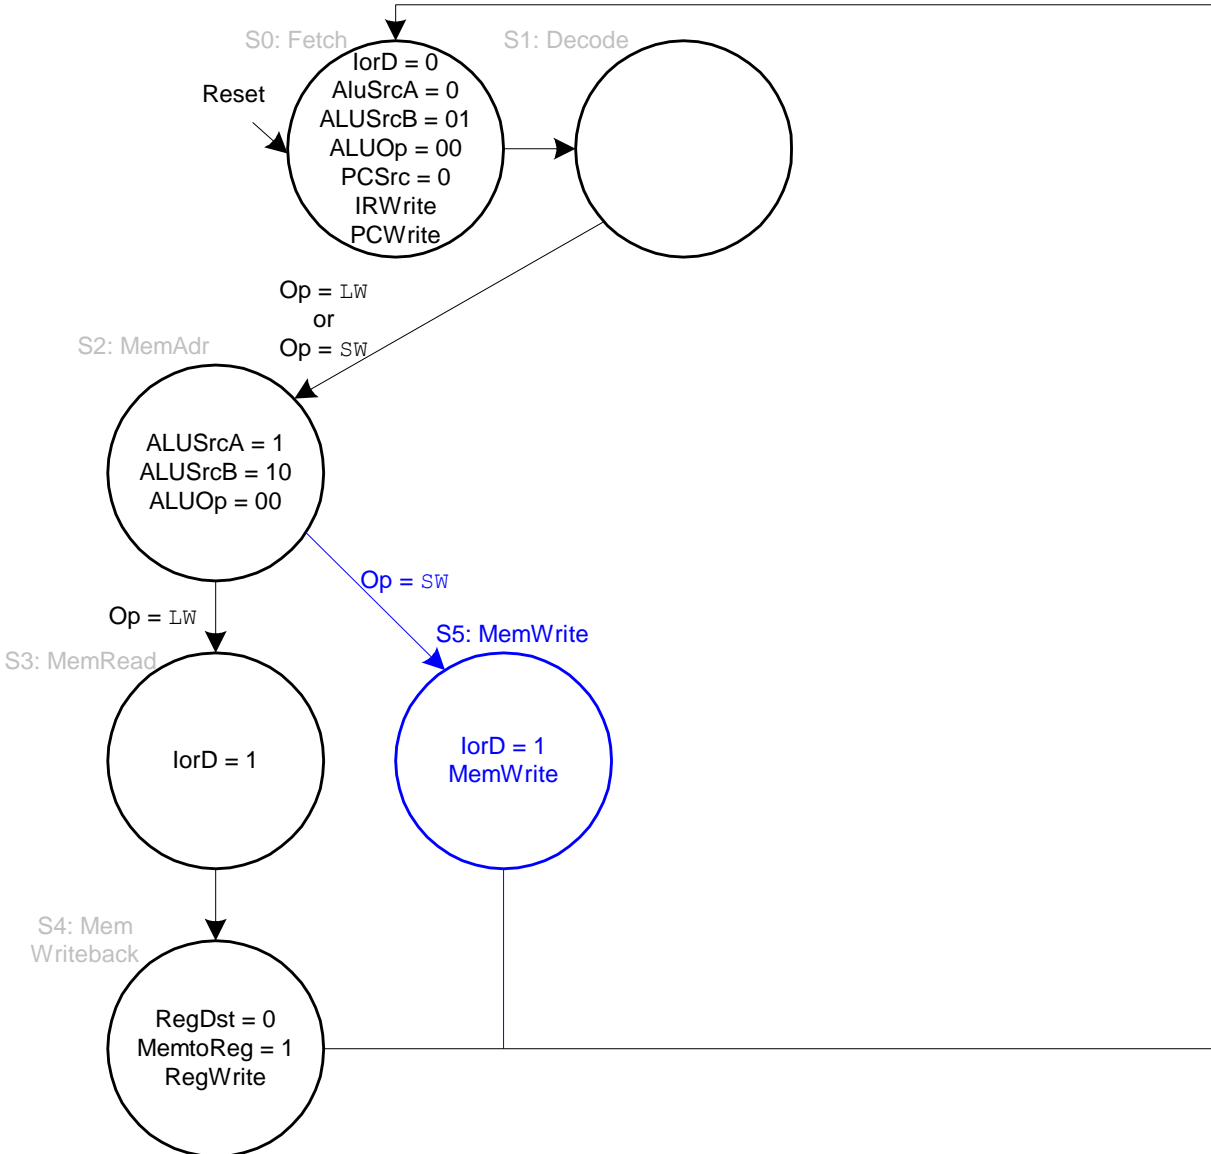 S0: Fetch
S1: Decode
Reset
IorD = 0
AluSrcA = 0
ALUSrcB = 01
ALUOp = 00
PCSrc = 0
IRWrite
PCWrite
Op = LW
or
Op = SW
S2: MemAdr
ALUSrcA = 1
ALUSrcB = 10
ALUOp = 00
Op = SW
Op = LW
S5: MemWrite
S3: MemRead
IorD = 1
IorD = 1
MemWrite
S4: Mem
Writeback
RegDst = 0
MemtoReg = 1
RegWrite